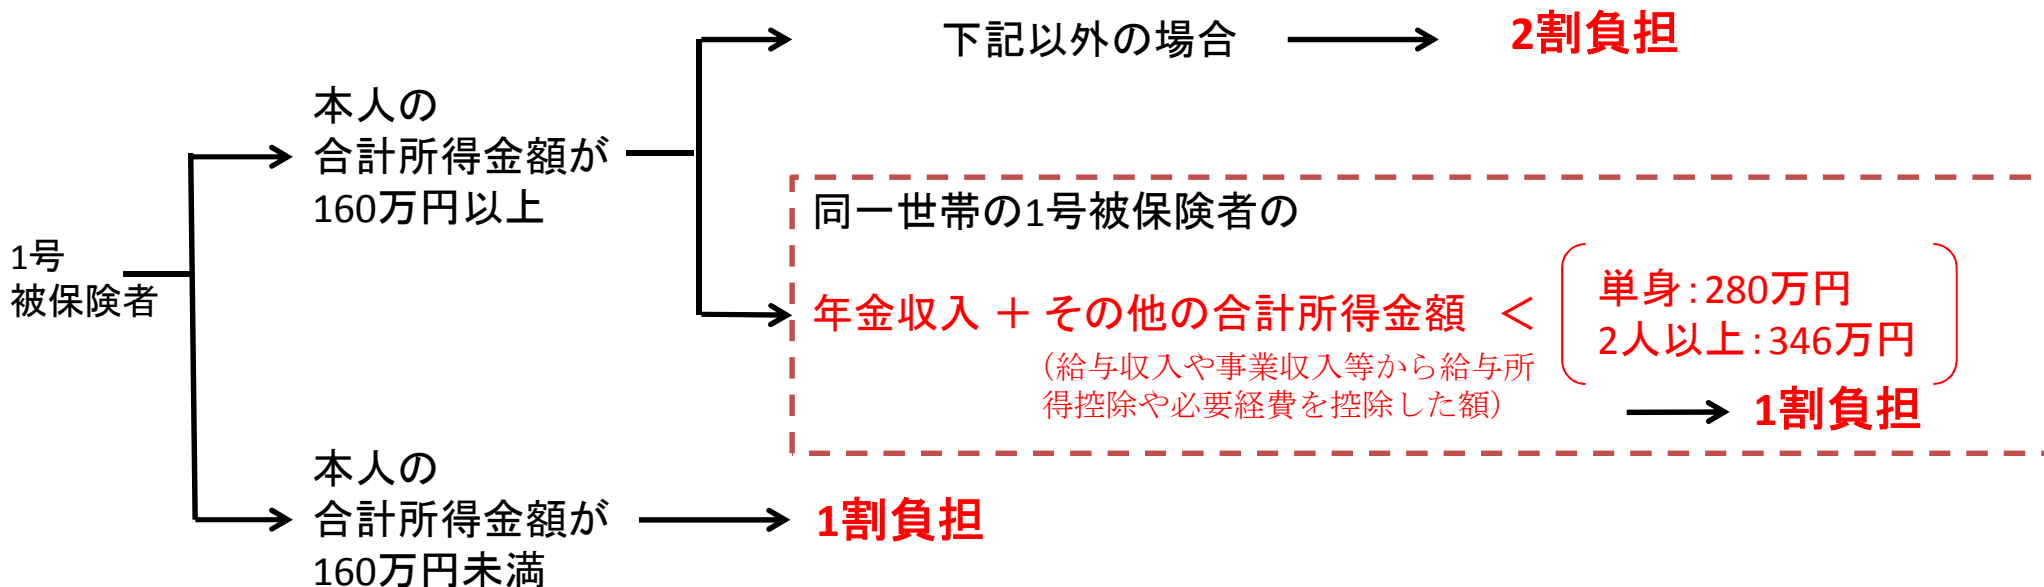 1号
被保険者
本人の
合計所得金額が
160万円以上
下記以外の場合
2割負担
同一世帯の1号被保険者の
年金収入 ＋ その他の合計所得金額 ＜
（給与収入や事業収入等から給与所
得控除や必要経費を控除した額）
単身：280万円
2人以上：346万円
1割負担
本人の
合計所得金額が
160万円未満
1割負担